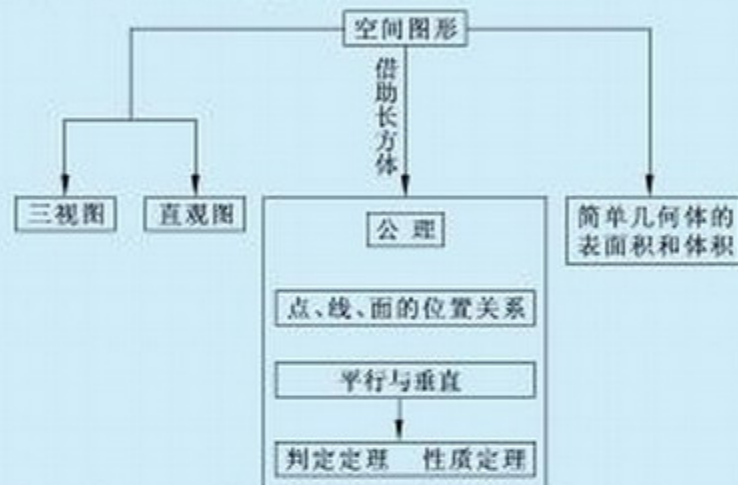 空间图形
借助长方体
三视图
直观图
公 理
简单几何体的
表面积和体积
点、线、面的位置关系
平行与垂直
判定定理 性质定理